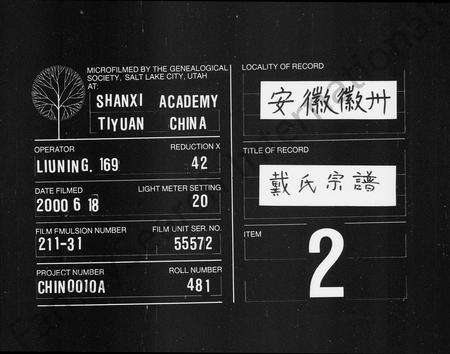 MICROFILMED BY THE GENEALOGICAL
SOCIETY, SALT LAKE CITY, UTAH
AT:
SHANXI ACADEMY
TIYUAN CHINA
OPERATOR REDUCTION X
LIUNING. 169 42
DATE FILMED LIGHT METER SETTING
2000 6 18 20
FILM EMULSION NUMBER FILM UNIT SER. NO.
211-31 55572
PROJECT NUMBER ROLL NUMBER
CHIN0010A 481
LOCALITY OF RECORD
安徽徽州
TITLE OF RECORD
戴氏宗譜
ITEM
2